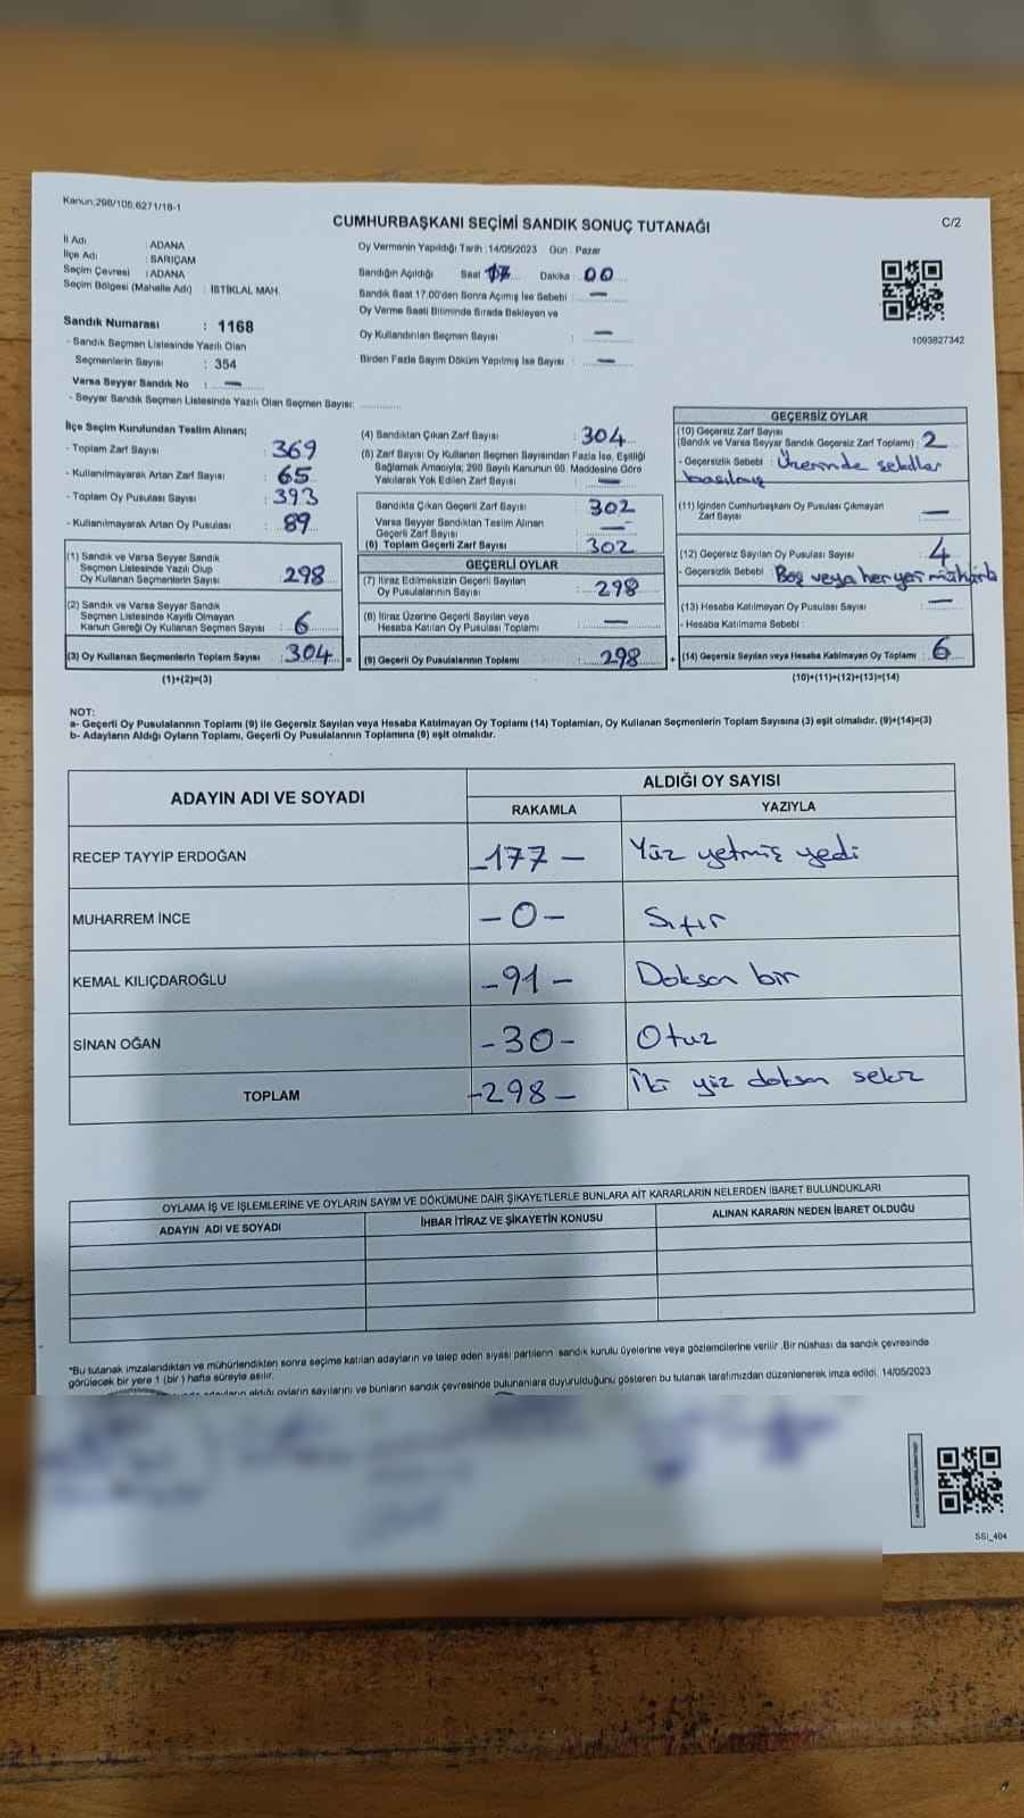 Kanun:298/105,6271/18-1
CUMHURBAŞKANI SEÇİMİ SANDIK SONUÇ TUTANAĞI
C/2
İl Adı : ADANA
İlçe Adı : SARIÇAM
Seçim Çevresi : ADANA
Seçim Bölgesi (Mahalle Adı) : İSTİKLAL MAH.
Sandık Numarası : 1168
- Sandık Seçmen Listesinde Yazılı Olan
Seçmenlerin Sayısı : 354
Varsa Seyyar Sandık No : —
- Seyyar Sandık Seçmen Listesinde Yazılı Olan Seçmen Sayısı:
Oy Vermenin Yapıldığı Tarih :14/05/2023 Gün : Pazar
Sandığın Açıldığı Saat Dakika 00
Sandık Saat 17.00'den Sonra Açılmış İse Sebebi : —
Oy Verme Saati Bitiminde Sırada Bekleyen ve
Oy Kullandırılan Seçmen Sayısı : —
Birden Fazla Sayım Döküm Yapılmış İse Sayısı : —
1093827342
İlçe Seçim Kurulundan Teslim Alınan;
- Toplam Zarf Sayısı : 369
- Kullanılmayarak Artan Zarf Sayısı : 65
- Toplam Oy Pusulası Sayısı : 393
- Kullanılmayarak Artan Oy Pusulası : 89
(1) Sandık ve Varsa Seyyar Sandık
Seçmen Listesinde Yazılı Olup
Oy Kullanan Seçmenlerin Sayısı : 298
(2) Sandık ve Varsa Seyyar Sandık
Seçmen Listesinde Kayıtlı Olmayan
Kanun Gereği Oy Kullanan Seçmen Sayısı : 6
(3) Oy Kullanan Seçmenlerin Toplam Sayısı : 304 =
(1)+(2)=(3)
(4) Sandıktan Çıkan Zarf Sayısı : 304
(5) Zarf Sayısı Oy Kullanan Seçmen Sayısından Fazla İse, Eşitliği
Sağlamak Amacıyla; 298 Sayılı Kanunun 98. Maddesine Göre
Yakılarak Yok Edilen Zarf Sayısı : —
Sandıkta Çıkan Geçerli Zarf Sayısı : 302
Varsa Seyyar Sandıktan Teslim Alınan
Geçerli Zarf Sayısı : —
(6) Toplam Geçerli Zarf Sayısı : 302
GEÇERLİ OYLAR
(7) İtiraz Edilmeksizin Geçerli Sayılan
Oy Pusulalarının Sayısı : 298
(8) İtiraz Üzerine Geçerli Sayılan veya
Hesaba Katılan Oy Pusulası Toplamı : —
(9) Geçerli Oy Pusulalarının Toplamı : 298 +
GEÇERSİZ OYLAR
(10) Geçersiz Zarf Sayısı
(Sandık ve Varsa Seyyar Sandık Geçersiz Zarf Toplamı) : 2
- Geçersizlik Sebebi : Üzerinde
(11) İçinden Cumhurbaşkanı Oy Pusulası Çıkmayan
Zarf Sayısı : —
(12) Geçersiz Sayılan Oy Pusulası Sayısı : 4
- Geçersizlik Sebebi : Boş veya her yer
(13) Hesaba Katılmayan Oy Pusulası Sayısı : —
- Hesaba Katılmama Sebebi :
(14) Geçersiz Sayılan veya Hesaba Katılmayan Oy Toplamı : 6
(10)+(11)+(12)+(13)=(14)
NOT:
a- Geçerli Oy Pusulalarının Toplamı (9) ile Geçersiz Sayılan veya Hesaba Katılmayan Oy Toplamı (14) Toplamları, Oy Kullanan Seçmenlerin Toplam Sayısına (3) eşit olmalıdır. (9)+(14)=(3)
b- Adayların Aldığı Oyların Toplamı, Geçerli Oy Pusulalarının Toplamına (9) eşit olmalıdır.
ADAYIN ADI VE SOYADI
ALDIĞI OY SAYISI
RAKAMLA YAZIYLA
RECEP TAYYİP ERDOĞAN -177- Yüz yetmiş yedi
MUHARREM İNCE -0- Sıfır
KEMAL KILIÇDAROĞLU -91- Doksan bir
SİNAN OĞAN -30- Otuz
TOPLAM -298- İki yüz doksan sekiz
OYLAMA İŞ VE İŞLEMLERİNE VE OYLARIN SAYIM VE DÖKÜMÜNE DAİR ŞİKAYETLERLE BUNLARA AİT KARARLARIN NELERDEN İBARET BULUNDUKLARI
ADAYIN ADI VE SOYADI İHBAR İTİRAZ VE ŞİKAYETİN KONUSU ALINAN KARARIN NEDEN İBARET OLDUĞU
*Bu tutanak imzalandıktan ve mühürlendikten sonra seçime katılan adayların ve talep eden siyasi partilerin sandık kurulu üyelerine veya gözlemcilerine verilir. Bir nüshası da sandık çevresinde
görülecek bir yere 1 (bir) hafta süreyle asılır.
adayların aldığı oyların sayılarını ve bunların sandık çevresinde bulunanlara duyurulduğunu gösteren bu tutanak tarafımızdan düzenlenerek imza edildi. 14/05/2023
SSI_404